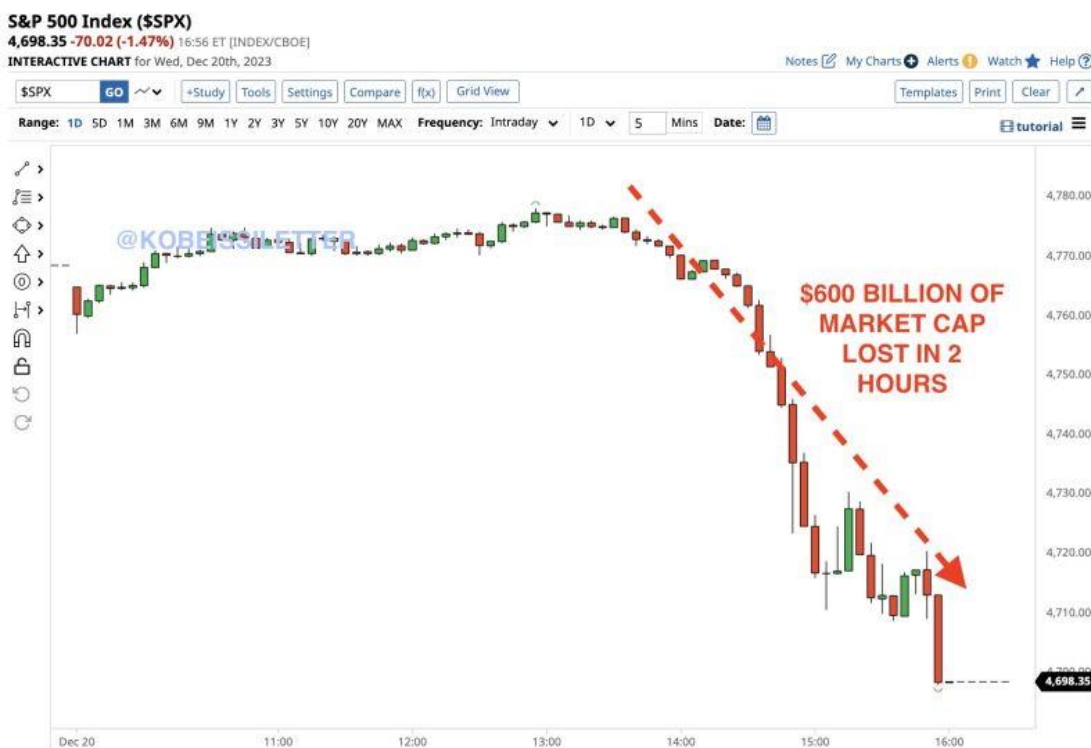 S&P 500 Index ($SPX)
4,698.35 -70.02 (-1.47%) 16:56 ET [INDEX/CBOE]
INTERACTIVE CHART for Wed, Dec 20th, 2023
Notes My Charts Alerts Watch Help
$SPX GO +Study Tools Settings Compare f(x) Grid View Templates Print Clear
Range: 1D 5D 1M 3M 6M 9M 1Y 2Y 3Y 5Y 10Y 20Y MAX Frequency: Intraday 1D 5 Mins Date:
tutorial
4,780.00
@KOBEISSILETTER
4,770.00
$600 BILLION OF
MARKET CAP
LOST IN 2
HOURS
4,760.00
4,750.00
4,740.00
4,730.00
4,720.00
4,710.00
4,700.00
4,698.35
Dec 20 11:00 12:00 13:00 14:00 15:00 16:00